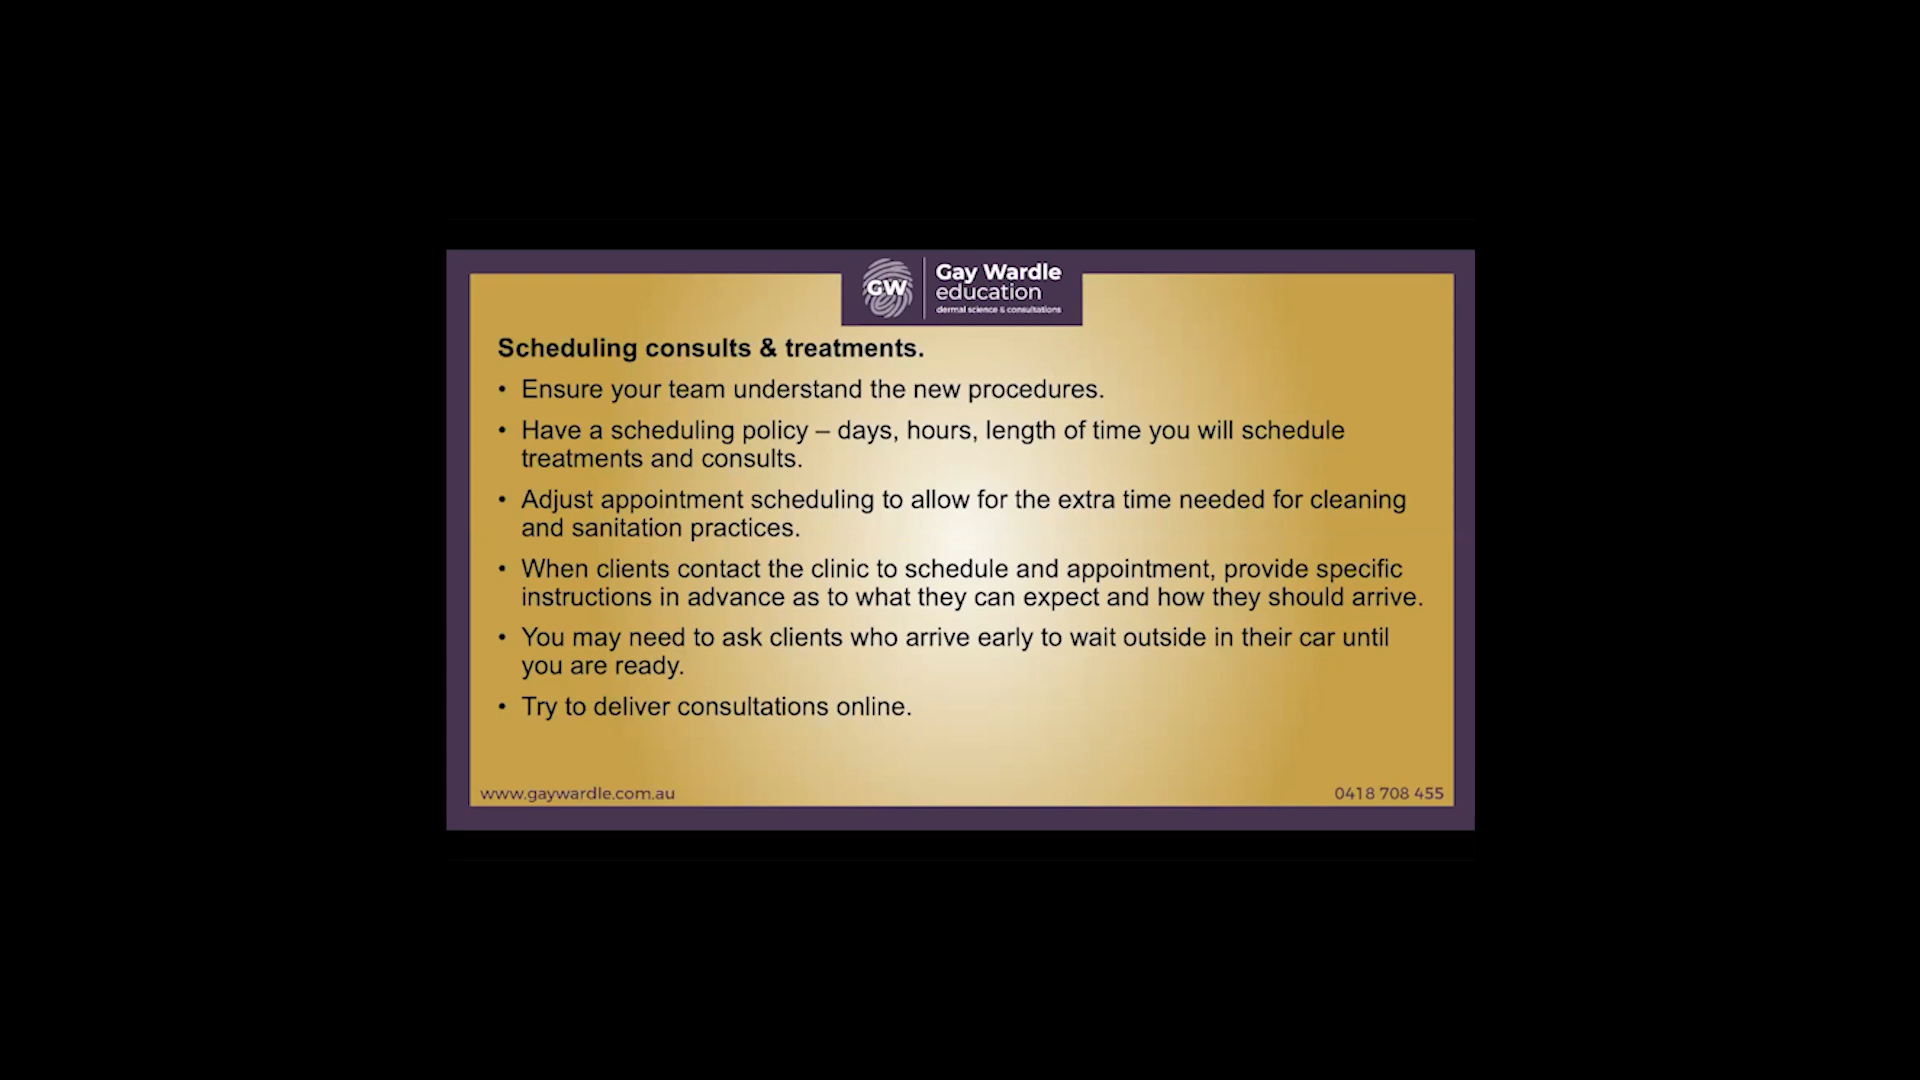 GW
Gay Wardle
education
dermal science & consultations
Scheduling consults & treatments.
• Ensure your team understand the new procedures.
• Have a scheduling policy – days, hours, length of time you will schedule
treatments and consults.
• Adjust appointment scheduling to allow for the extra time needed for cleaning
and sanitation practices.
• When clients contact the clinic to schedule and appointment, provide specific
instructions in advance as to what they can expect and how they should arrive.
• You may need to ask clients who arrive early to wait outside in their car until
you are ready.
• Try to deliver consultations online.
www.gaywardle.com.au
0418 708 455